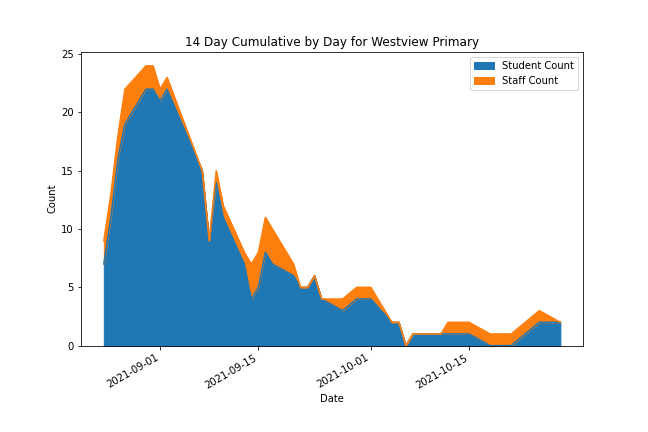 14 Day Cumulative by Day for Westview Primary
Student Count
Staff Count
Count
25
20
15
10
5
0
2021-09-01
2021-09-15
2021-10-01
2021-10-15
Date